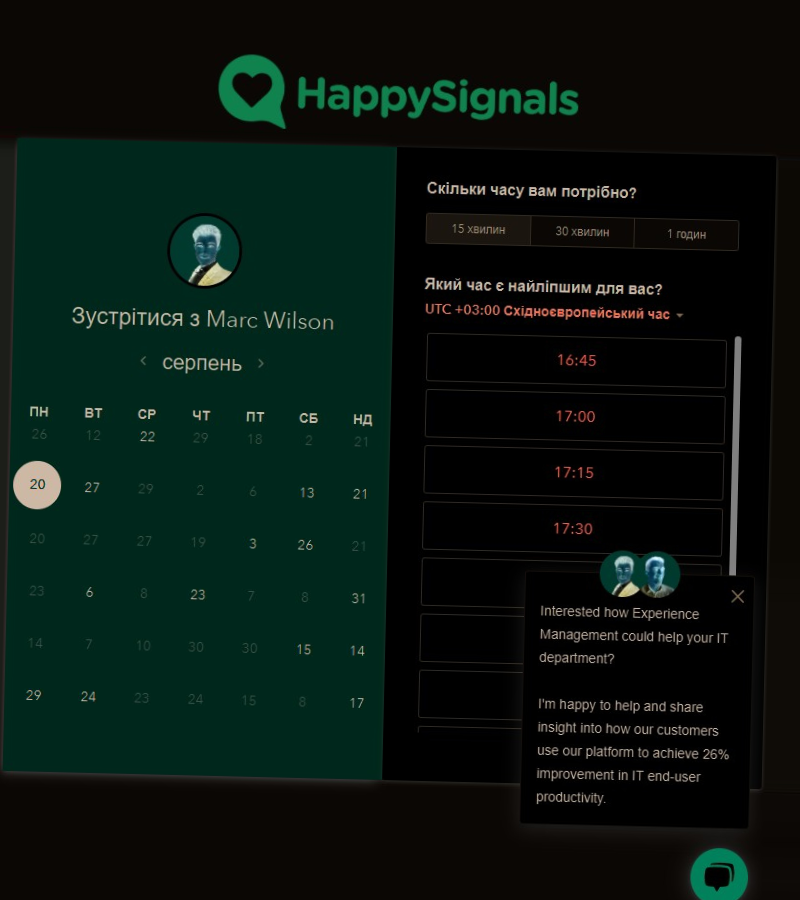 HappySignals
Зустрітися з Marc Wilson
серпень
ПН ВТ СР ЧТ ПТ СБ НД
26 12 22 29 18 2 21
20 27 29 2 6 13 21
20 27 27 19 3 26 21
23 6 8 23 7 8 31
14 7 10 30 30 15 14
29 24 23 24 15 8 17
Скільки часу вам потрібно?
15 хвилин 30 хвилин 1 годин
Який час є найліпшим для вас?
UTC +03:00 Східноєвропейський час
16:45
17:00
17:15
17:30
Interested how Experience
Management could help your IT
department?
I'm happy to help and share
insight into how our customers
use our platform to achieve 26%
improvement in IT end-user
productivity.